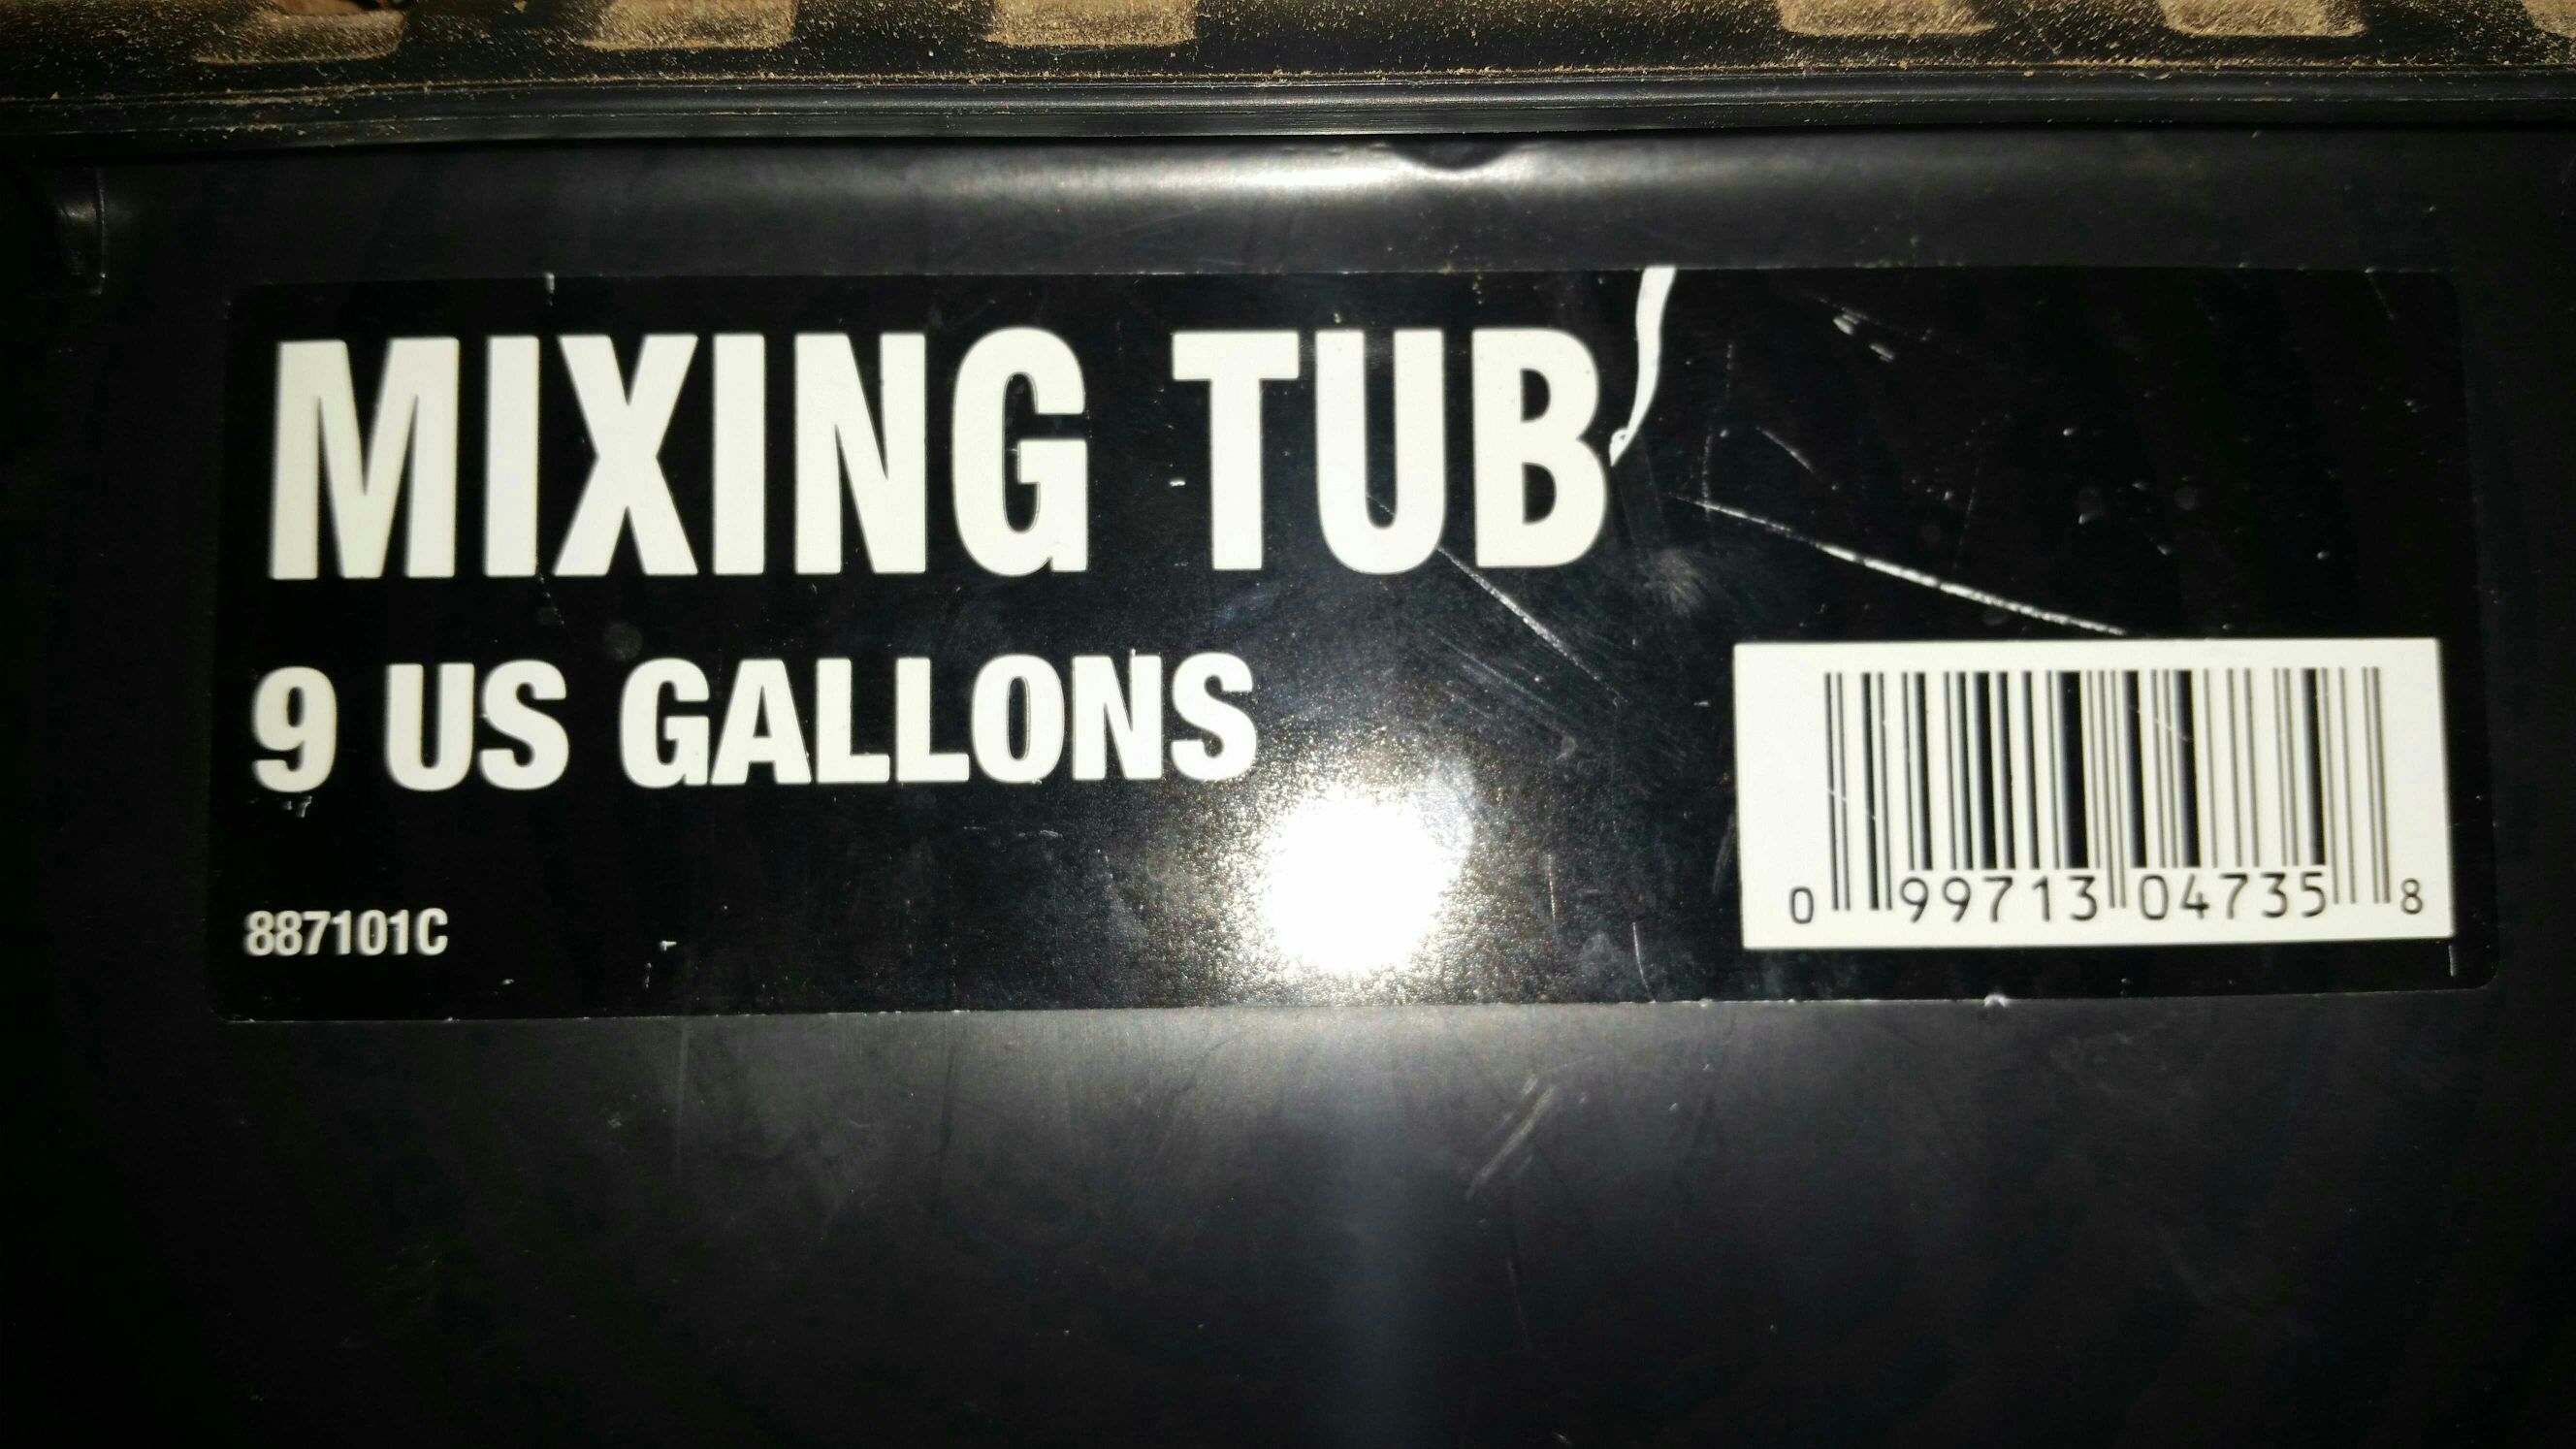 MIXING TUB
9 US GALLONS
887101C
0 99713 04735 8